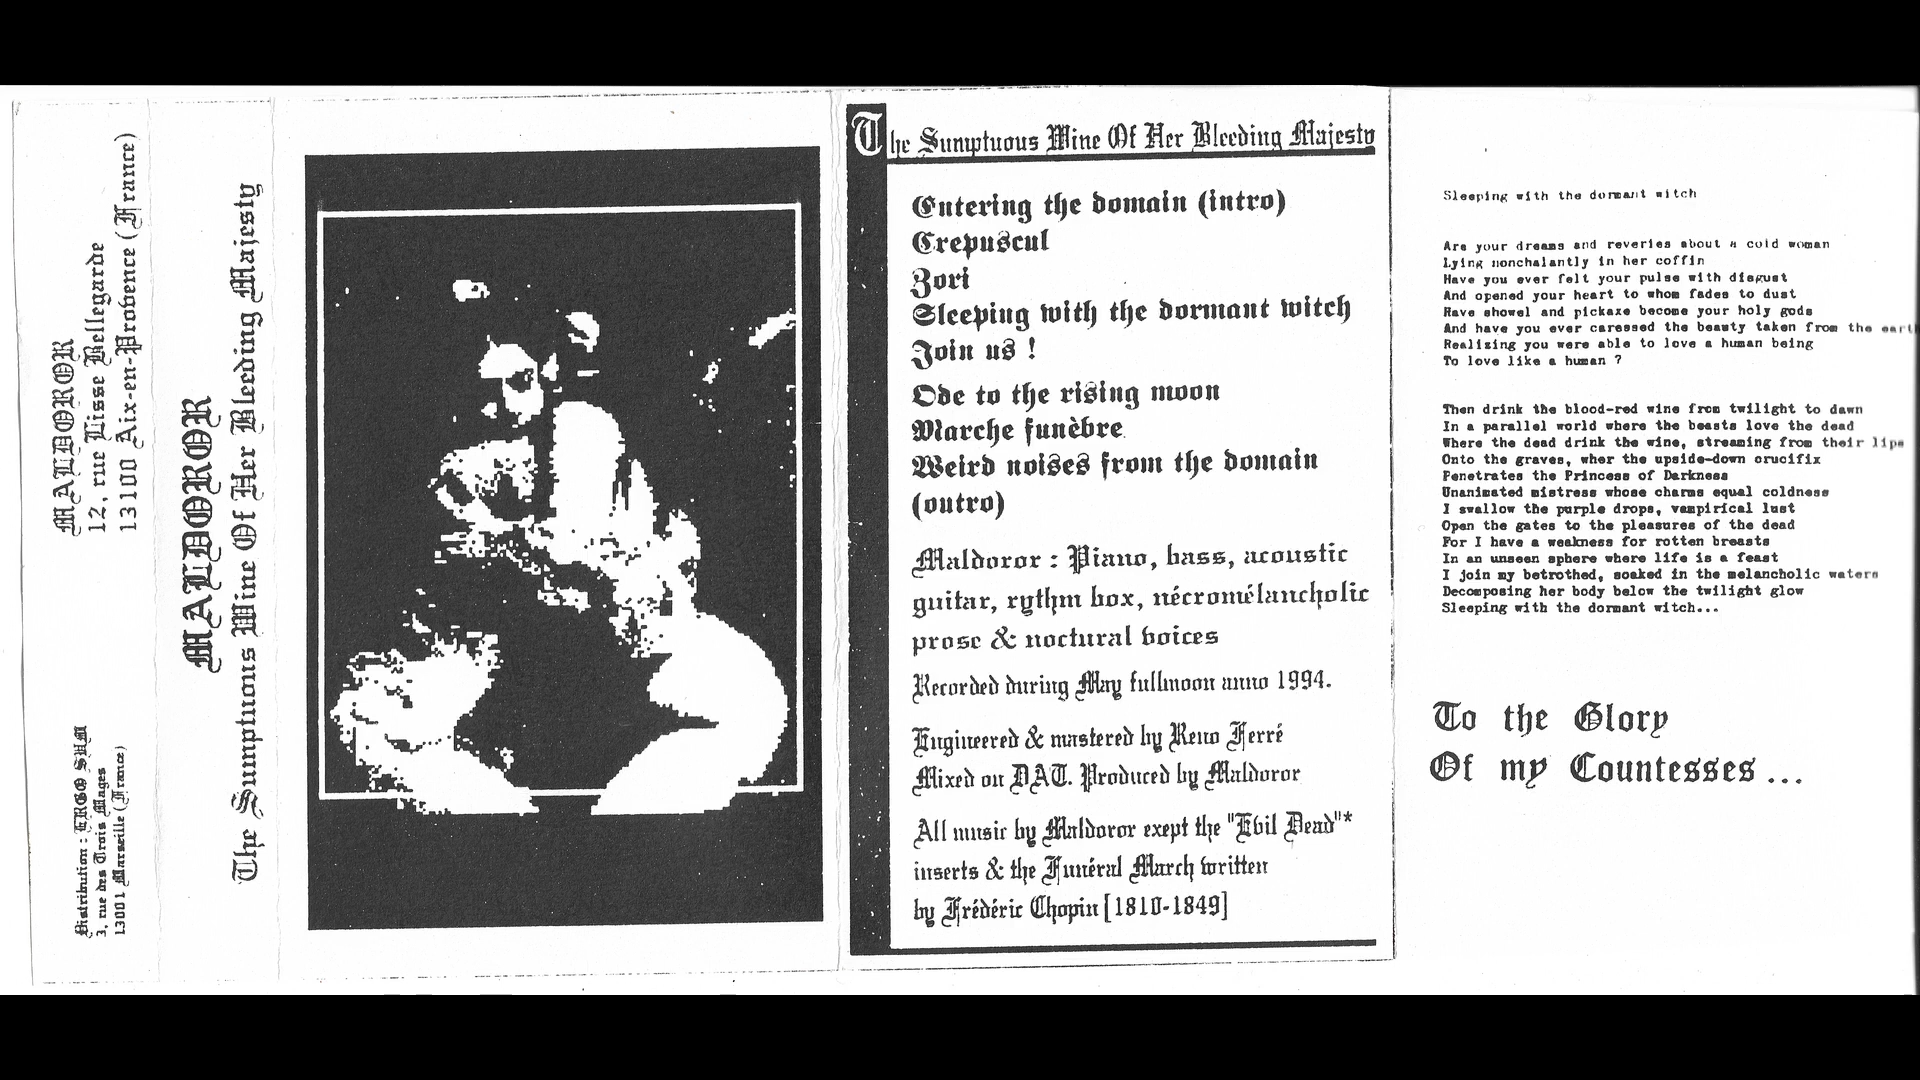 MALDOROR
12, rue Lisse Bellegarde
13100 Aix-en-Provence (France)
Distribution : ERGO SUM
3, rue des Trois Mages
13001 Marseille (France)
MALDOROR
The Sumptuous Wine Of Her Bleeding Majesty
The Sumptuous Wine Of Her Bleeding Majesty
Entering the domain (intro)
Crepuscul
Zori
Sleeping with the dormant witch
Join us !
Ode to the rising moon
Marche funèbre
Weird noises from the domain
(outro)
Maldoror : Piano, bass, acoustic
guitar, rythm box, nécromélancholic
prose & noctural voices
Recorded during May fullmoon anno 1994.
Engineered & mastered by Reno Ferré
Mixed on DAT. Produced by Maldoror
All music by Maldoror exept the "Evil Dead"*
inserts & the Funéral March written
by Frédéric Chopin [1810-1849]
Sleeping with the dormant witch
Are your dreams and reveries about a cold woman
Lying nonchalantly in her coffin
Have you ever felt your pulse with disgust
And opened your heart to whom fades to dust
Have showel and pickaxe become your holy gods
And have you ever caressed the beauty taken from the eart
Realizing you were able to love a human being
To love like a human ?
Then drink the blood-red wine from twilight to dawn
In a parallel world where the beasts love the dead
Where the dead drink the wine, streaming from their lips
Onto the graves, wher the upside-down crucifix
Penetrates the Princess of Darkness
Unanimated mistress whose charms equal coldness
I swallow the purple drops, vampirical lust
Open the gates to the pleasures of the dead
For I have a weakness for rotten breasts
In an unseen sphere where life is a feast
I join my betrothed, soaked in the melancholic waters
Decomposing her body below the twilight glow
Sleeping with the dormant witch...
To the Glory
Of my Countesses...